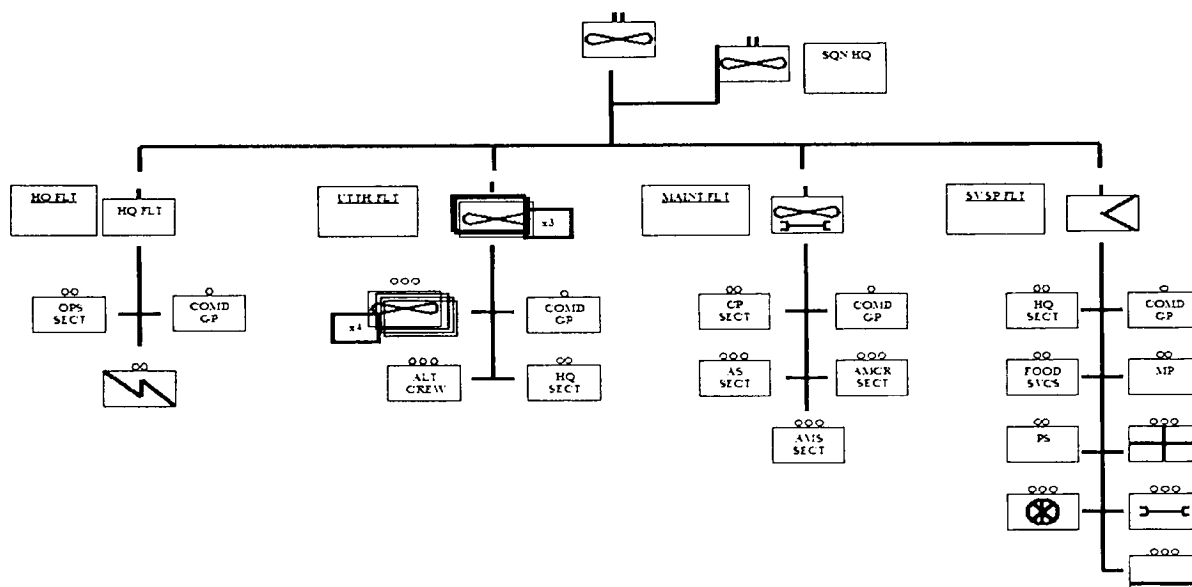 SQN HQ
HQ FLT
HQ FLT
UTTH FLT
x3
MAINT FLT
SVSP FLT
OPS
SECT
COMD
GP
x4
COMD
GP
ALT
CREW
HQ
SECT
CP
SECT
COMD
GP
AS
SECT
AMCR
SECT
AMS
SECT
HQ
SECT
COMD
GP
FOOD
SVCS
MP
PS